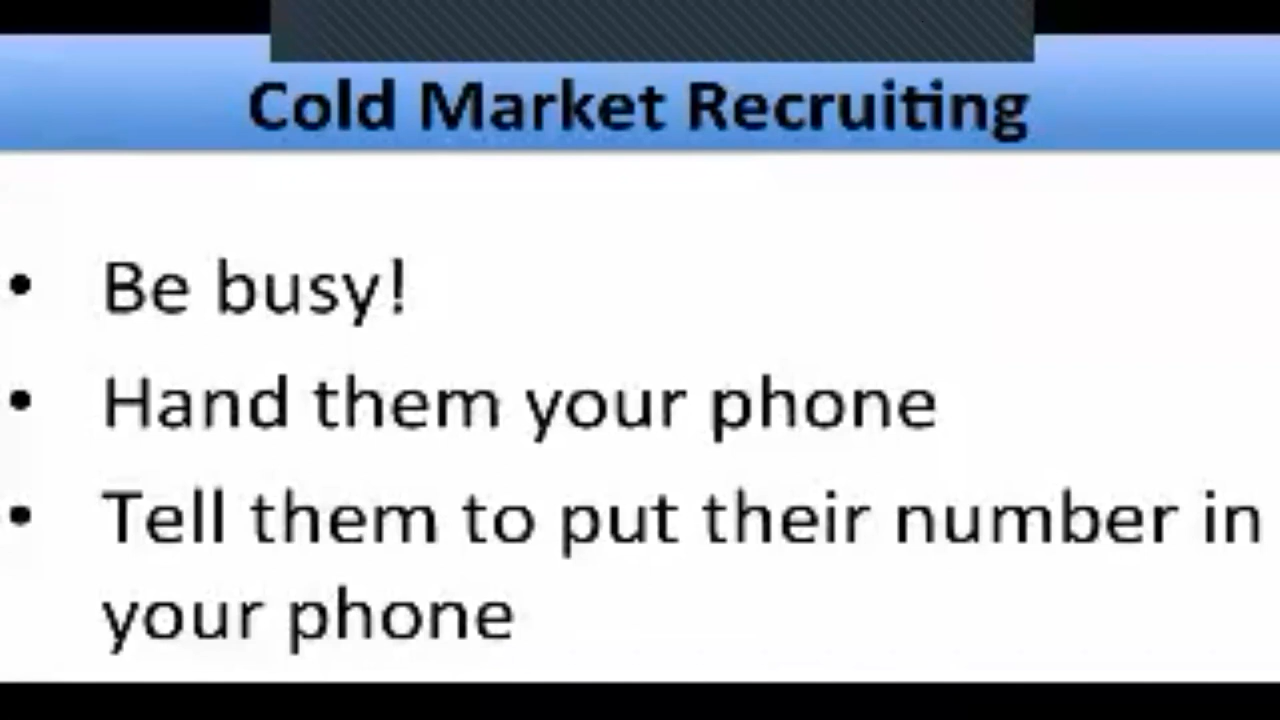 Cold Market Recruiting
• Be busy!
• Hand them your phone
• Tell them to put their number in
your phone